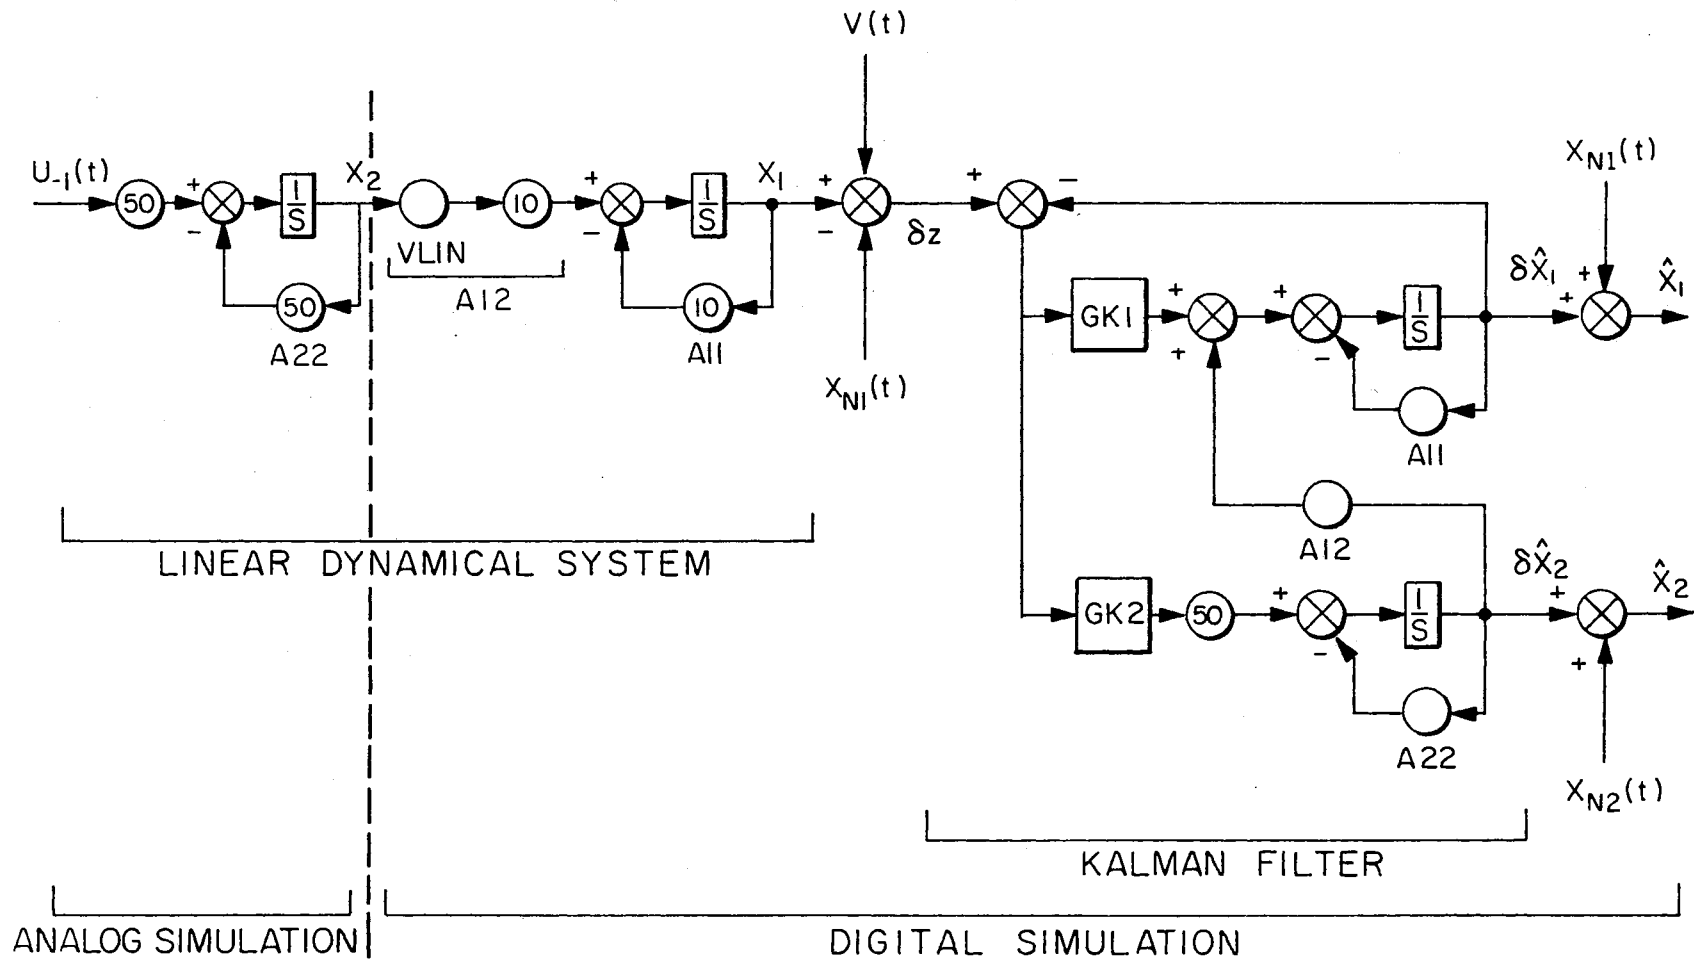 V(t)
U-1(t)
50
+
-
1
S
X2
VLIN
10
A12
+
-
1
S
X1
+
-
δz
+
-
XN1(t)
50
A22
10
A11
XN1(t)
GK1
+
+
+
-
1
S
δX̂1
+
+
X̂1
A11
A12
LINEAR DYNAMICAL SYSTEM
GK2
50
+
-
1
S
δX̂2
+
+
X̂2
A22
XN2(t)
KALMAN FILTER
ANALOG SIMULATION
DIGITAL SIMULATION